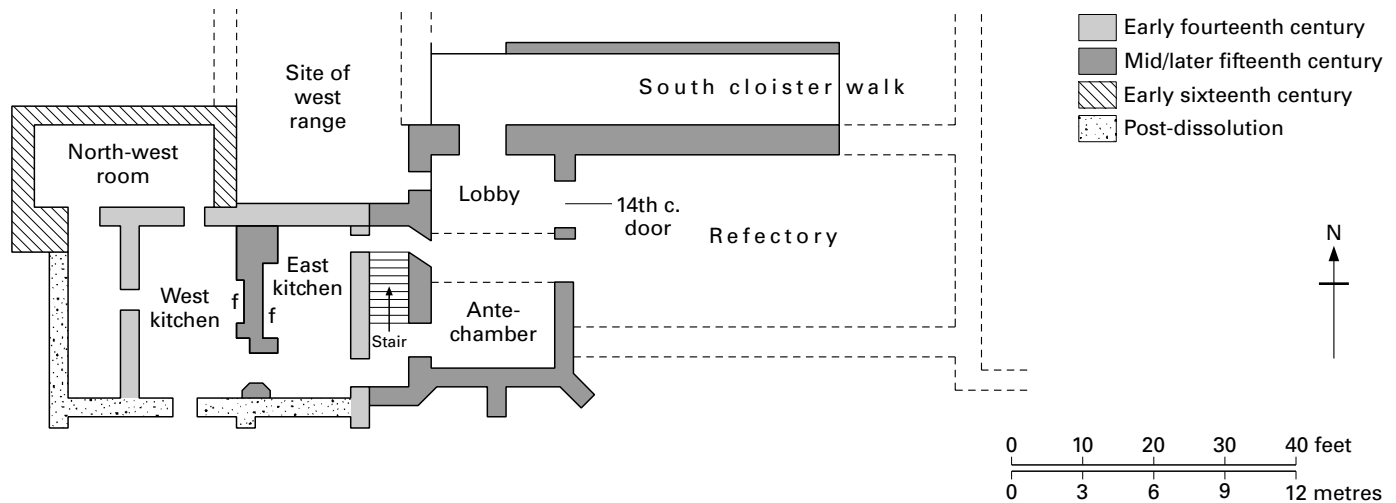 Site of
west
range
South cloister walk
North-west
room
Lobby
14th c.
door
Refectory
East
kitchen
West
kitchen
f
f
Stair
Ante-
chamber
Early fourteenth century
Mid/later fifteenth century
Early sixteenth century
Post-dissolution
N
0 10 20 30 40 feet
0 3 6 9 12 metres